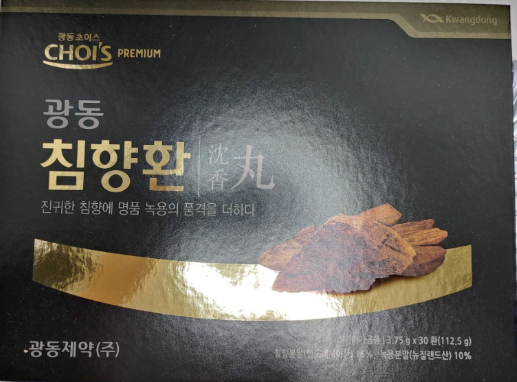 광동 초이스
CHOI'S PREMIUM
Kwangdong
광동
침향환 沈香丸
진귀한 침향에 명품 녹용의 품격을 더하다
3.75 g x 30 환(112.5 g)
녹용분말(뉴질랜드산) 10%
광동제약(주)